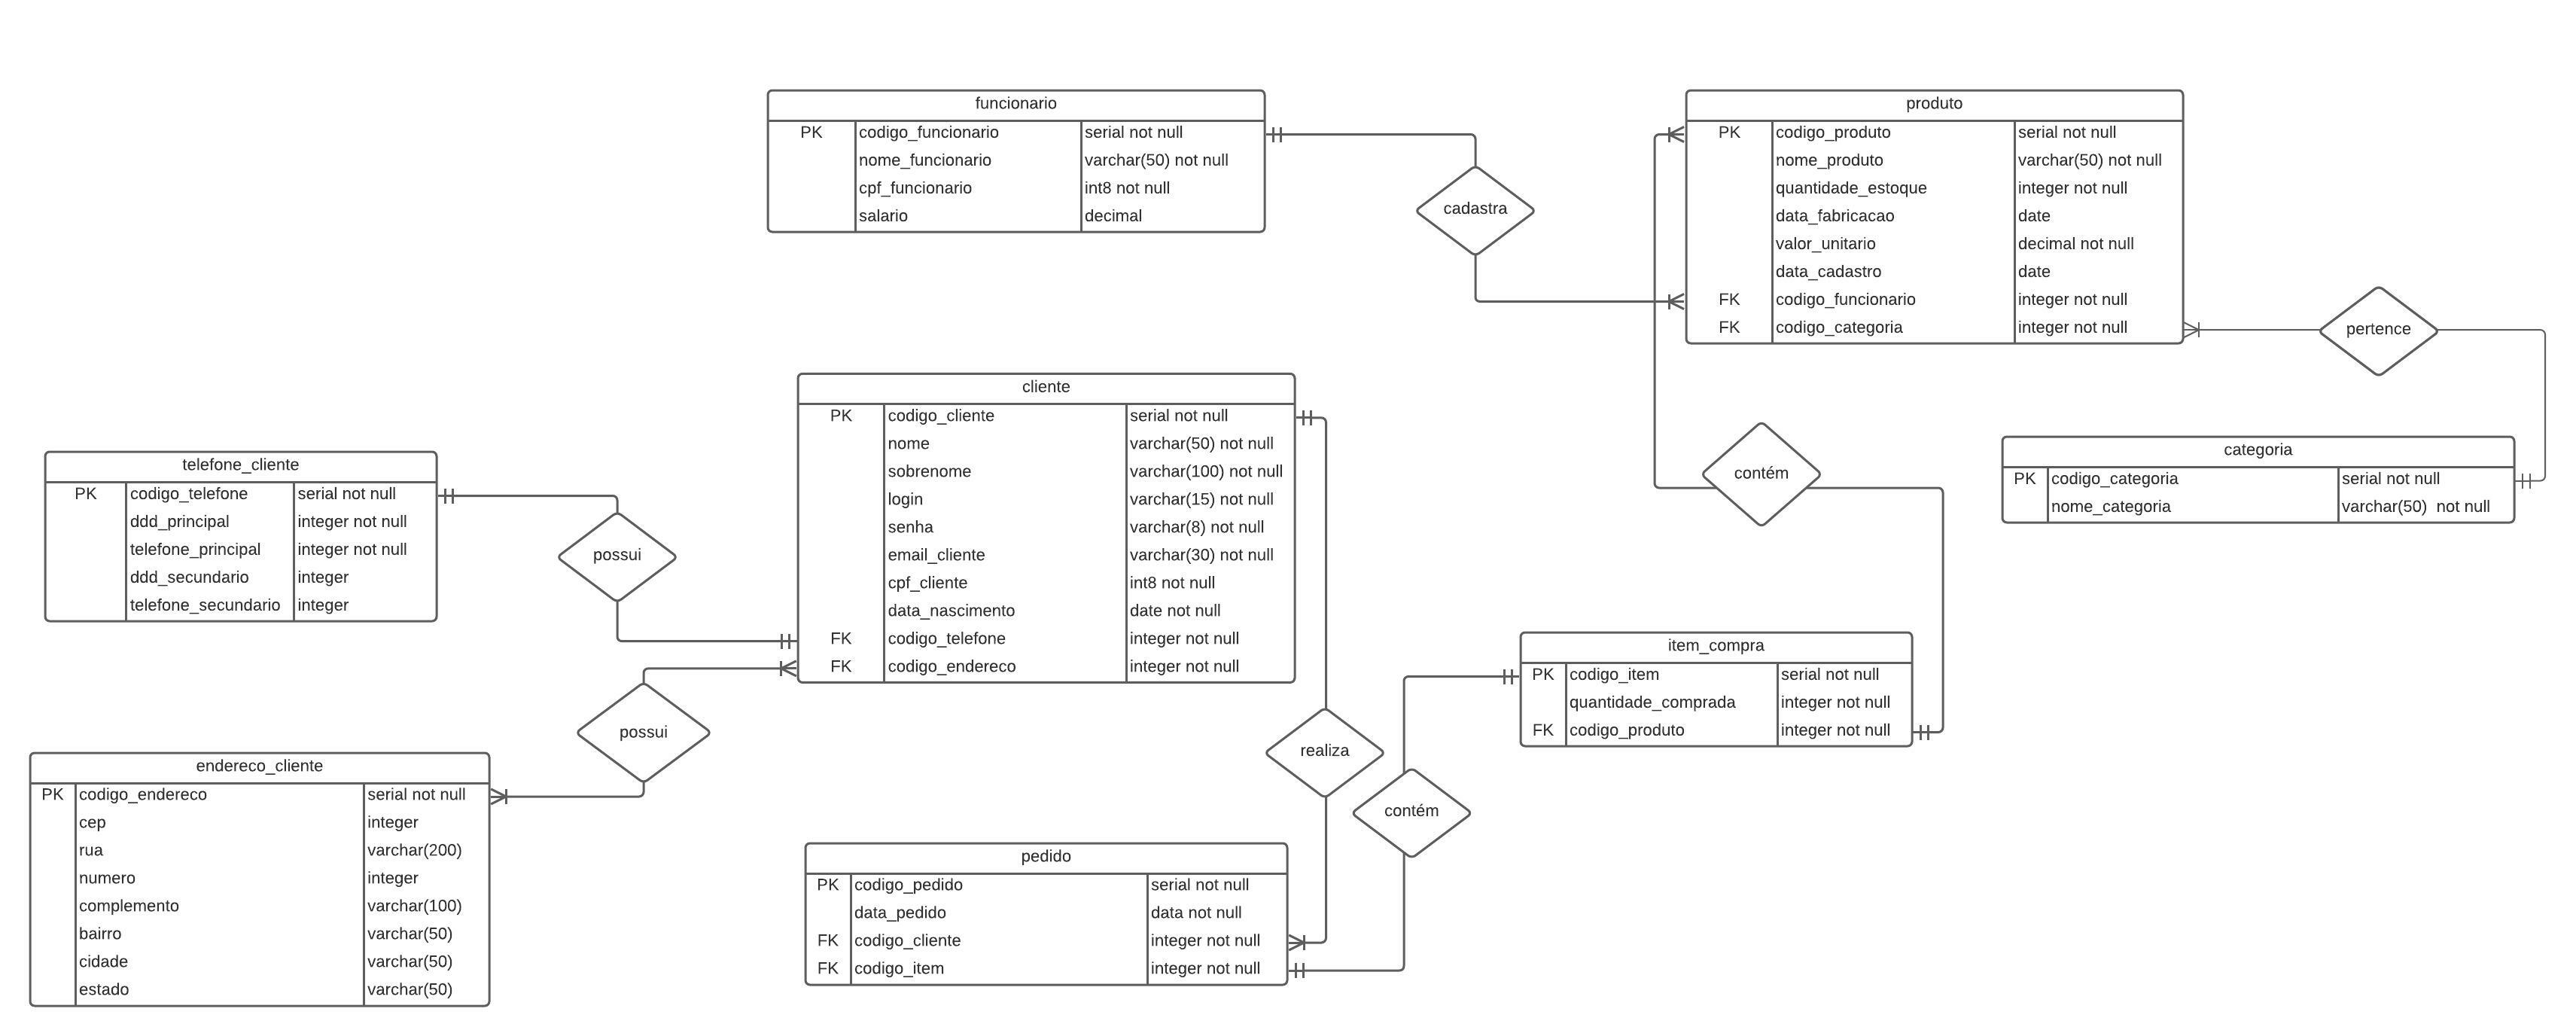 funcionario
PK codigo_funcionario serial not null
nome_funcionario varchar(50) not null
cpf_funcionario int8 not null
salario decimal
cadastra
produto
PK codigo_produto serial not null
nome_produto varchar(50) not null
quantidade_estoque integer not null
data_fabricacao date
valor_unitario decimal not null
data_cadastro date
FK codigo_funcionario integer not null
FK codigo_categoria integer not null
pertence
categoria
PK codigo_categoria serial not null
nome_categoria varchar(50) not null
contém
cliente
PK codigo_cliente serial not null
nome varchar(50) not null
sobrenome varchar(100) not null
login varchar(15) not null
senha varchar(8) not null
email_cliente varchar(30) not null
cpf_cliente int8 not null
data_nascimento date not null
FK codigo_telefone integer not null
FK codigo_endereco integer not null
telefone_cliente
PK codigo_telefone serial not null
ddd_principal integer not null
telefone_principal integer not null
ddd_secundario integer
telefone_secundario integer
possui
possui
endereco_cliente
PK codigo_endereco serial not null
cep integer
rua varchar(200)
numero integer
complemento varchar(100)
bairro varchar(50)
cidade varchar(50)
estado varchar(50)
realiza
contém
item_compra
PK codigo_item serial not null
quantidade_comprada integer not null
FK codigo_produto integer not null
pedido
PK codigo_pedido serial not null
data_pedido data not null
FK codigo_cliente integer not null
FK codigo_item integer not null